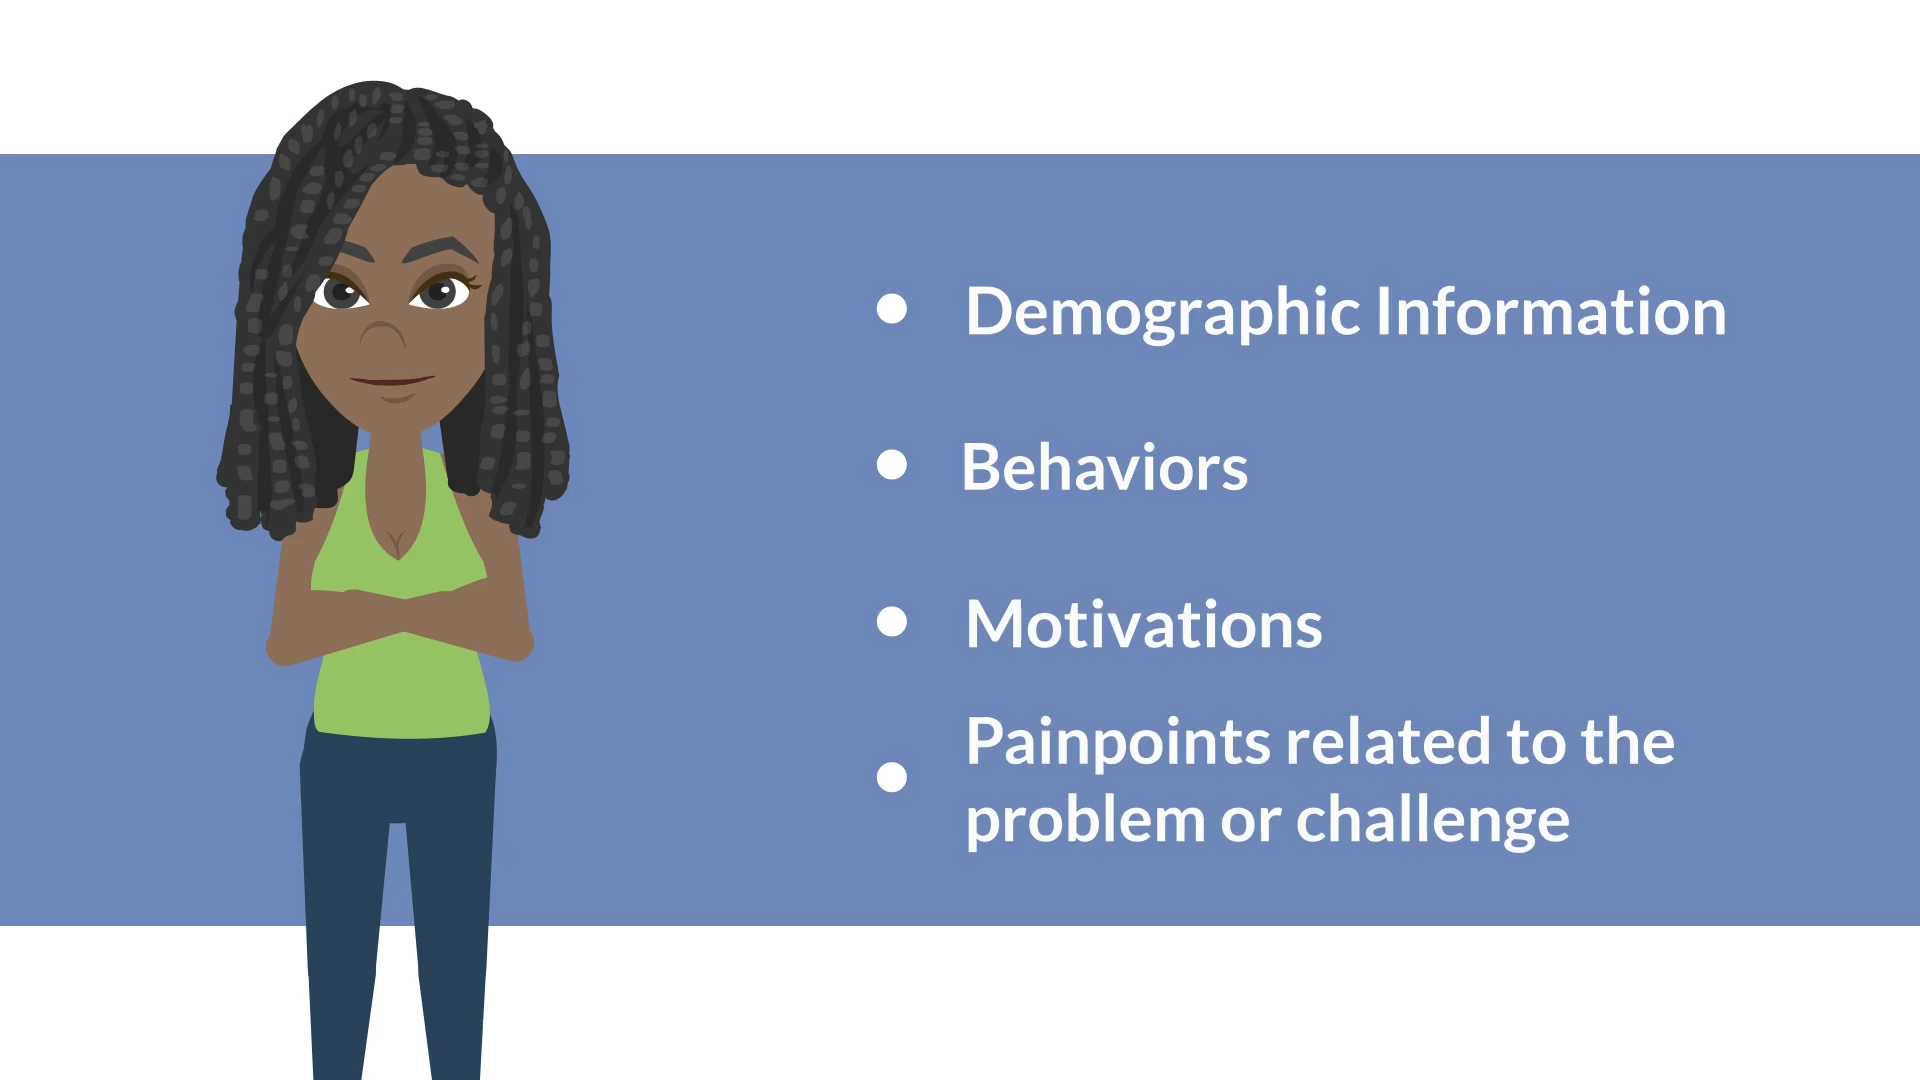 Demographic Information
Behaviors
Motivations
Painpoints related to the
problem or challenge